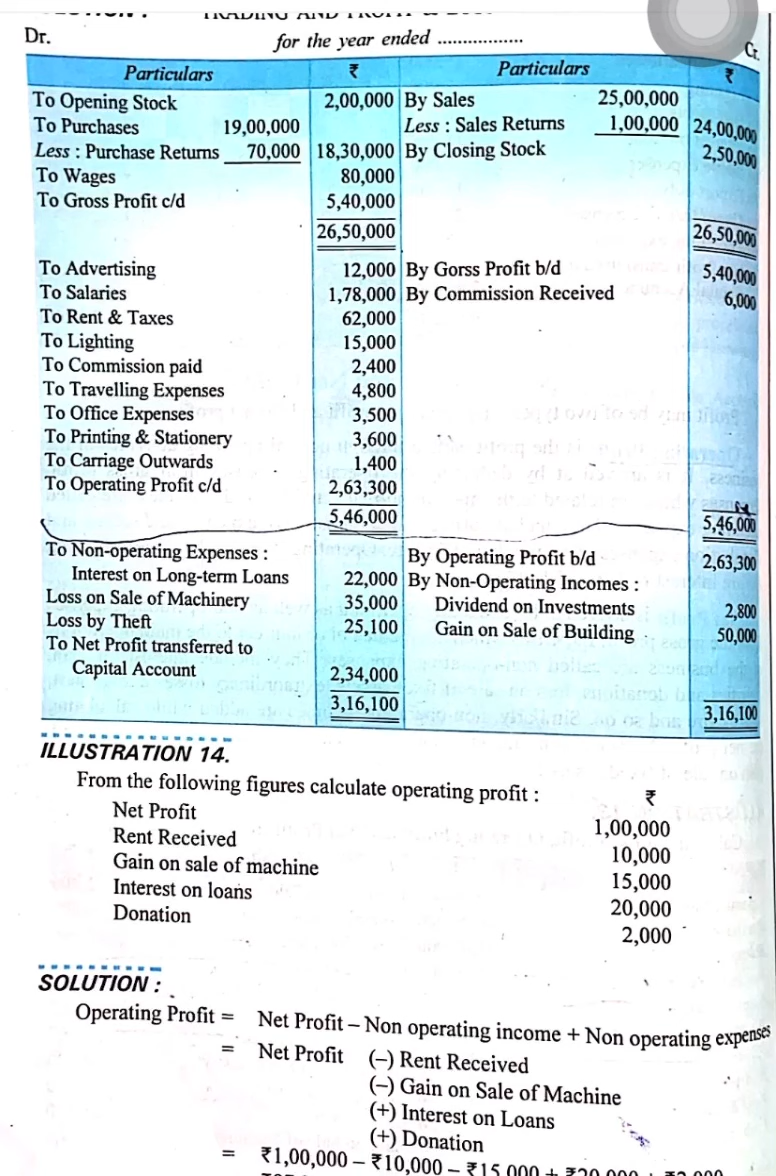 Dr.
for the year ended ..................
Cr.
Particulars ₹ Particulars ₹
To Opening Stock 2,00,000 By Sales 25,00,000
To Purchases 19,00,000 Less : Sales Returns 1,00,000 24,00,000
Less : Purchase Returns 70,000 18,30,000 By Closing Stock 2,50,000
To Wages 80,000
To Gross Profit c/d 5,40,000
26,50,000 26,50,000
To Advertising 12,000 By Gorss Profit b/d 5,40,000
To Salaries 1,78,000 By Commission Received 6,000
To Rent & Taxes 62,000
To Lighting 15,000
To Commission paid 2,400
To Travelling Expenses 4,800
To Office Expenses 3,500
To Printing & Stationery 3,600
To Carriage Outwards 1,400
To Operating Profit c/d 2,63,300
5,46,000 5,46,000
To Non-operating Expenses : By Operating Profit b/d 2,63,300
Interest on Long-term Loans 22,000 By Non-Operating Incomes :
Loss on Sale of Machinery 35,000 Dividend on Investments 2,800
Loss by Theft 25,100 Gain on Sale of Building 50,000
To Net Profit transferred to
Capital Account 2,34,000
3,16,100 3,16,100
ILLUSTRATION 14.
From the following figures calculate operating profit : ₹
Net Profit 1,00,000
Rent Received 10,000
Gain on sale of machine 15,000
Interest on loans 20,000
Donation 2,000
SOLUTION :
Operating Profit = Net Profit – Non operating income + Non operating expenses
= Net Profit (–) Rent Received
(–) Gain on Sale of Machine
(+) Interest on Loans
(+) Donation
= ₹1,00,000 – ₹10,000 – ₹15,000 + ₹20,000 + ₹2,000